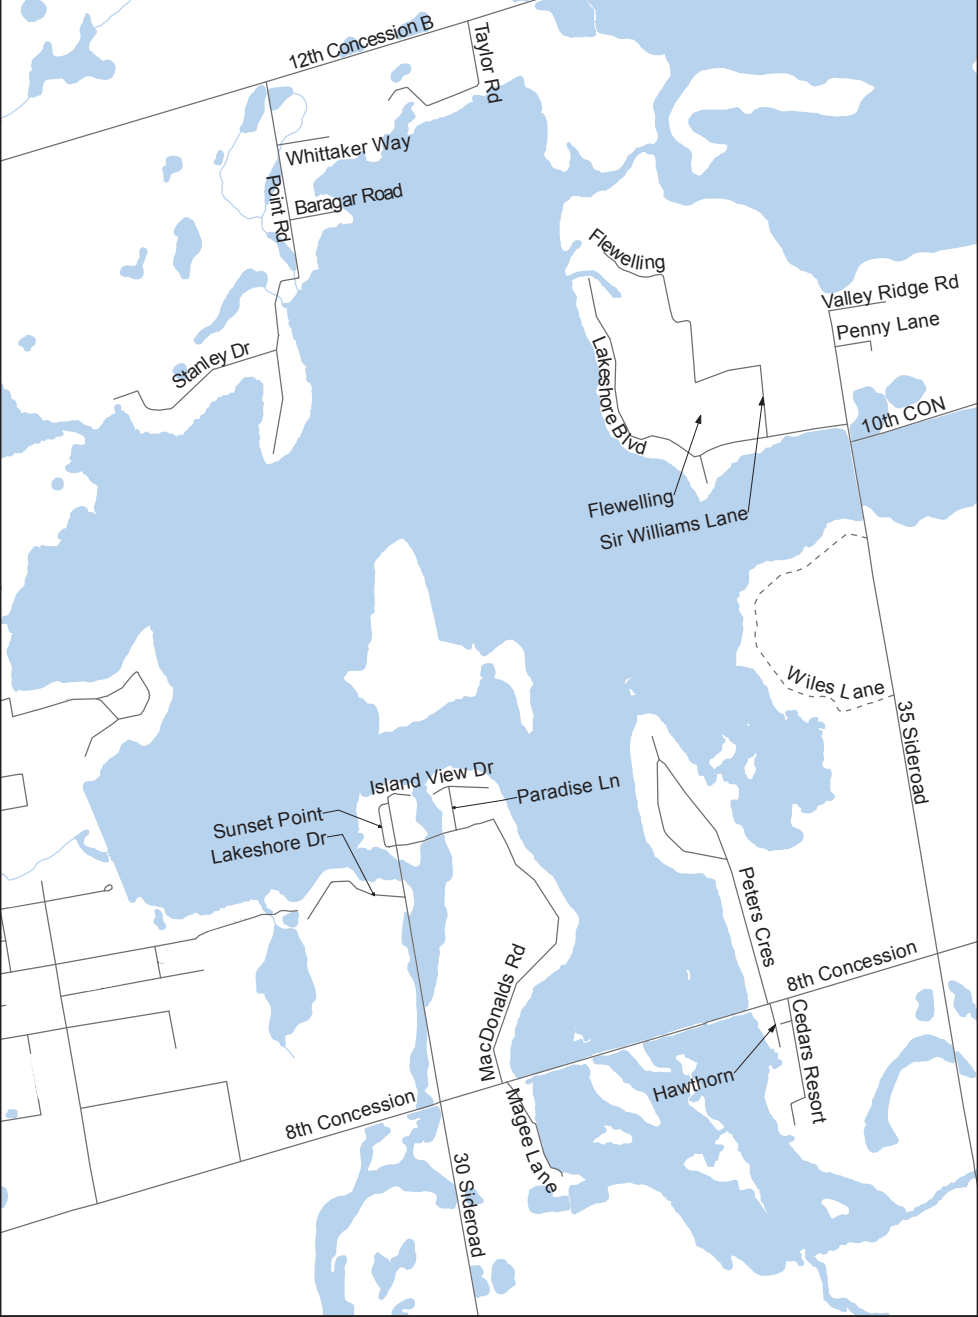 12th Concession B
Taylor Rd
Whittaker Way
Point Rd
Baragar Road
Flewelling
Valley Ridge Rd
Penny Lane
Stanley Dr
Lakeshore Blvd
10th CON
Flewelling
Sir Williams Lane
Wiles Lane
35 Sideroad
Island View Dr
Paradise Ln
Sunset Point
Lakeshore Dr
Peters Cres
MacDonalds Rd
8th Concession
Cedars Resort
Hawthorn
Magee Lane
8th Concession
30 Sideroad